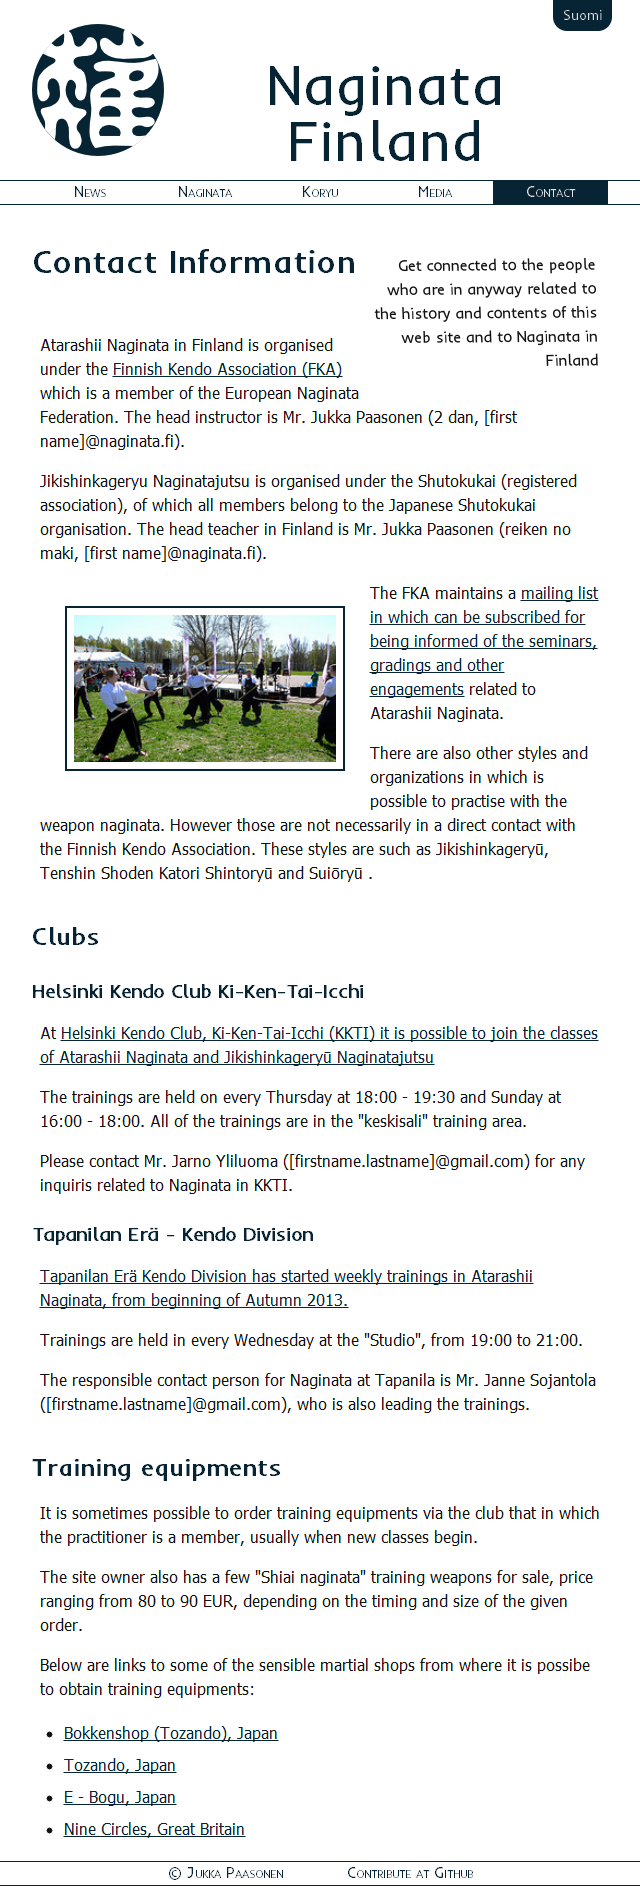 Suomi
Naginata
Finland
News
Naginata
Koryu
Media
Contact
Contact Information
Get connected to the people
who are in anyway related to
the history and contents of this
web site and to Naginata in
Finland
Atarashii Naginata in Finland is organised
under the Finnish Kendo Association (FKA)
which is a member of the European Naginata
Federation. The head instructor is Mr. Jukka Paasonen (2 dan, [first
name]@naginata.fi).
Jikishinkageryu Naginatajutsu is organised under the Shutokukai (registered
association), of which all members belong to the Japanese Shutokukai
organisation. The head teacher in Finland is Mr. Jukka Paasonen (reiken no
maki, [first name]@naginata.fi).
The FKA maintains a mailing list
in which can be subscribed for
being informed of the seminars,
gradings and other
engagements related to
Atarashii Naginata.
There are also other styles and
organizations in which is
possible to practise with the
weapon naginata. However those are not necessarily in a direct contact with
the Finnish Kendo Association. These styles are such as Jikishinkageryū,
Tenshin Shoden Katori Shintoryū and Suiōryū .
Clubs
Helsinki Kendo Club Ki-Ken-Tai-Icchi
At Helsinki Kendo Club, Ki-Ken-Tai-Icchi (KKTI) it is possible to join the classes
of Atarashii Naginata and Jikishinkageryū Naginatajutsu
The trainings are held on every Thursday at 18:00 - 19:30 and Sunday at
16:00 - 18:00. All of the trainings are in the "keskisali" training area.
Please contact Mr. Jarno Yliluoma ([firstname.lastname]@gmail.com) for any
inquiris related to Naginata in KKTI.
Tapanilan Erä - Kendo Division
Tapanilan Erä Kendo Division has started weekly trainings in Atarashii
Naginata, from beginning of Autumn 2013.
Trainings are held in every Wednesday at the "Studio", from 19:00 to 21:00.
The responsible contact person for Naginata at Tapanila is Mr. Janne Sojantola
([firstname.lastname]@gmail.com), who is also leading the trainings.
Training equipments
It is sometimes possible to order training equipments via the club that in which
the practitioner is a member, usually when new classes begin.
The site owner also has a few "Shiai naginata" training weapons for sale, price
ranging from 80 to 90 EUR, depending on the timing and size of the given
order.
Below are links to some of the sensible martial shops from where it is possibe
to obtain training equipments:
• Bokkenshop (Tozando), Japan
• Tozando, Japan
• E - Bogu, Japan
• Nine Circles, Great Britain
© Jukka Paasonen
Contribute at Github